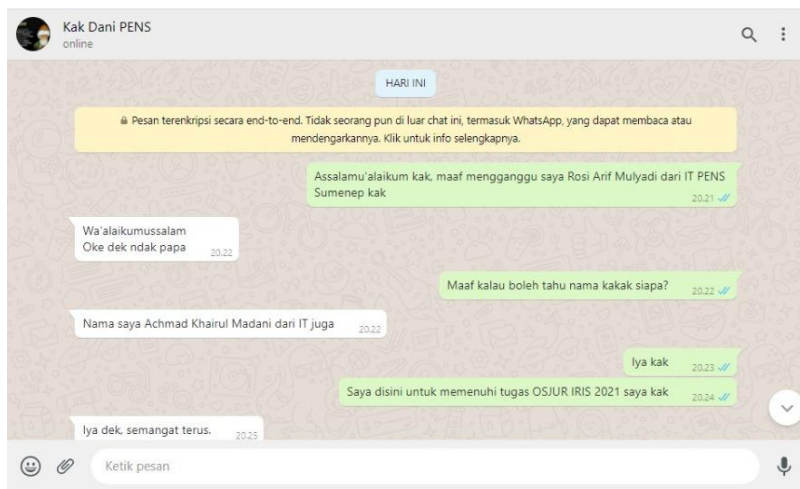 Kak Dani PENS
online
HARI INI
Pesan terenkripsi secara end-to-end. Tidak seorang pun di luar chat ini, termasuk WhatsApp, yang dapat membaca atau
mendengarkannya. Klik untuk info selengkapnya.
Assalamu'alaikum kak, maaf mengganggu saya Rosi Arif Mulyadi dari IT PENS
Sumenep kak
20.21
Wa'alaikumussalam
Oke dek ndak papa
20.22
Maaf kalau boleh tahu nama kakak siapa?
20.22
Nama saya Achmad Khairul Madani dari IT juga
20.22
Iya kak
20.23
Saya disini untuk memenuhi tugas OSJUR IRIS 2021 saya kak
20.24
Iya dek, semangat terus.
20.25
Ketik pesan